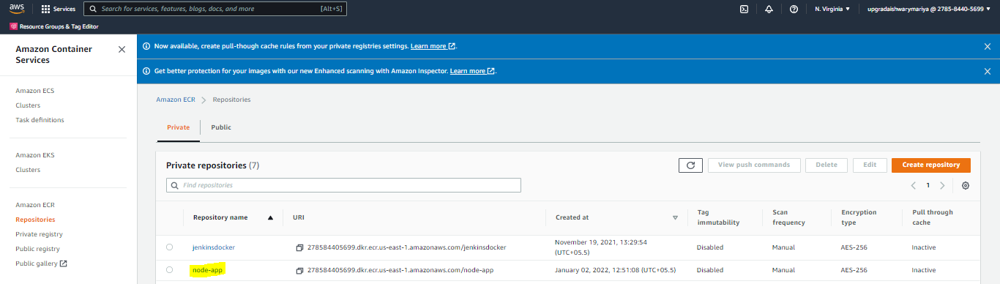 aws Services Search for services, features, blogs, docs, and more [Alt+S] N. Virginia upgradaishwarymariya @ 2785-8440-5699
Resource Groups & Tag Editor
Amazon Container Services
Amazon ECS
Clusters
Task definitions
Amazon EKS
Clusters
Amazon ECR
Repositories
Private registry
Public registry
Public gallery
Now available, create pull-though cache rules from your private registries settings. Learn more.
Get better protection for your images with our new Enhanced scanning with Amazon Inspector. Learn more.
Amazon ECR > Repositories
Private Public
Private repositories (7) View push commands Delete Edit Create repository
Find repositories 1
Repository name URI Created at Tag immutability Scan frequency Encryption type Pull through cache
jenkinsdocker 278584405699.dkr.ecr.us-east-1.amazonaws.com/jenkinsdocker November 19, 2021, 13:29:54 (UTC+05.5) Disabled Manual AES-256 Inactive
node-app 278584405699.dkr.ecr.us-east-1.amazonaws.com/node-app January 02, 2022, 12:51:08 (UTC+05.5) Disabled Manual AES-256 Inactive